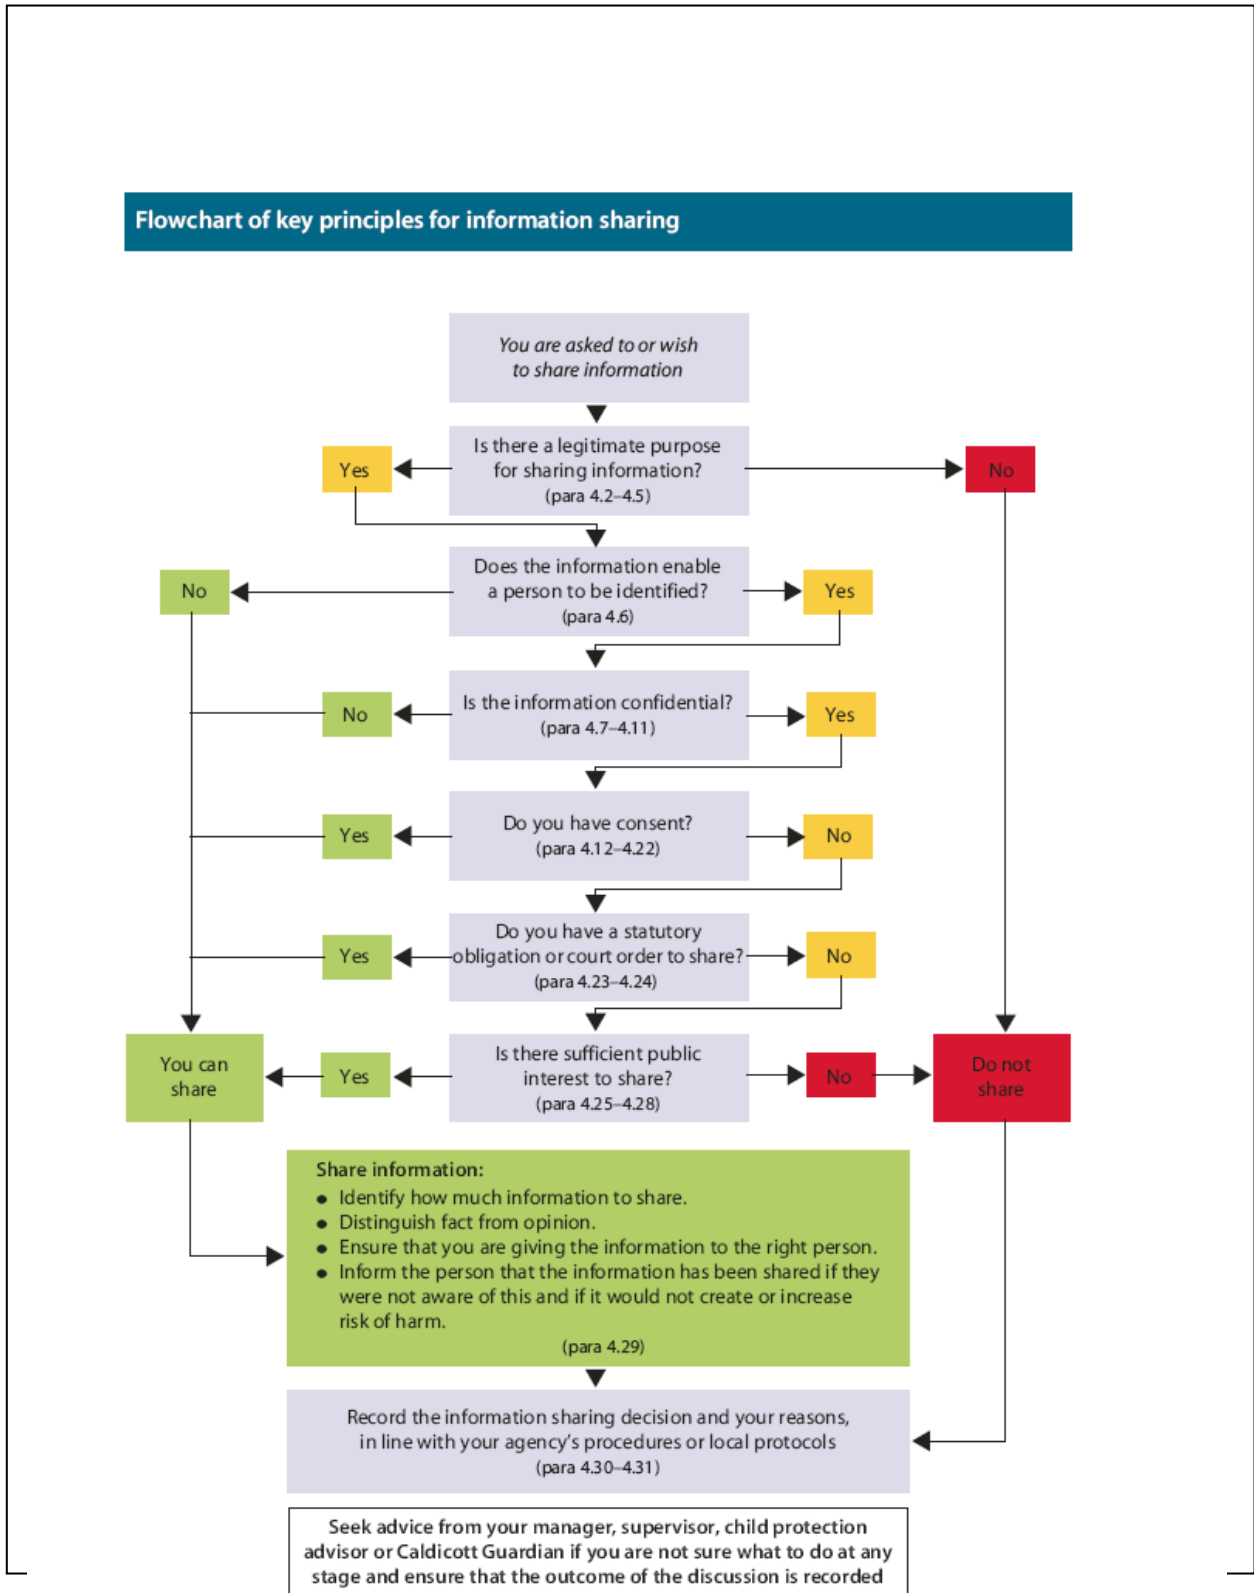 Flowchart of key principles for information sharing
You are asked to or wish
to share information
Is there a legitimate purpose
for sharing information?
(para 4.2–4.5)
Yes
No
Does the information enable
a person to be identified?
(para 4.6)
No
Yes
Is the information confidential?
(para 4.7–4.11)
No
Yes
Do you have consent?
(para 4.12–4.22)
Yes
No
Do you have a statutory
obligation or court order to share?
(para 4.23–4.24)
Yes
No
Is there sufficient public
interest to share?
(para 4.25–4.28)
Yes
No
You can
share
Do not
share
Share information:
● Identify how much information to share.
● Distinguish fact from opinion.
● Ensure that you are giving the information to the right person.
● Inform the person that the information has been shared if they
were not aware of this and if it would not create or increase
risk of harm.
(para 4.29)
Record the information sharing decision and your reasons,
in line with your agency's procedures or local protocols
(para 4.30–4.31)
Seek advice from your manager, supervisor, child protection
advisor or Caldicott Guardian if you are not sure what to do at any
stage and ensure that the outcome of the discussion is recorded